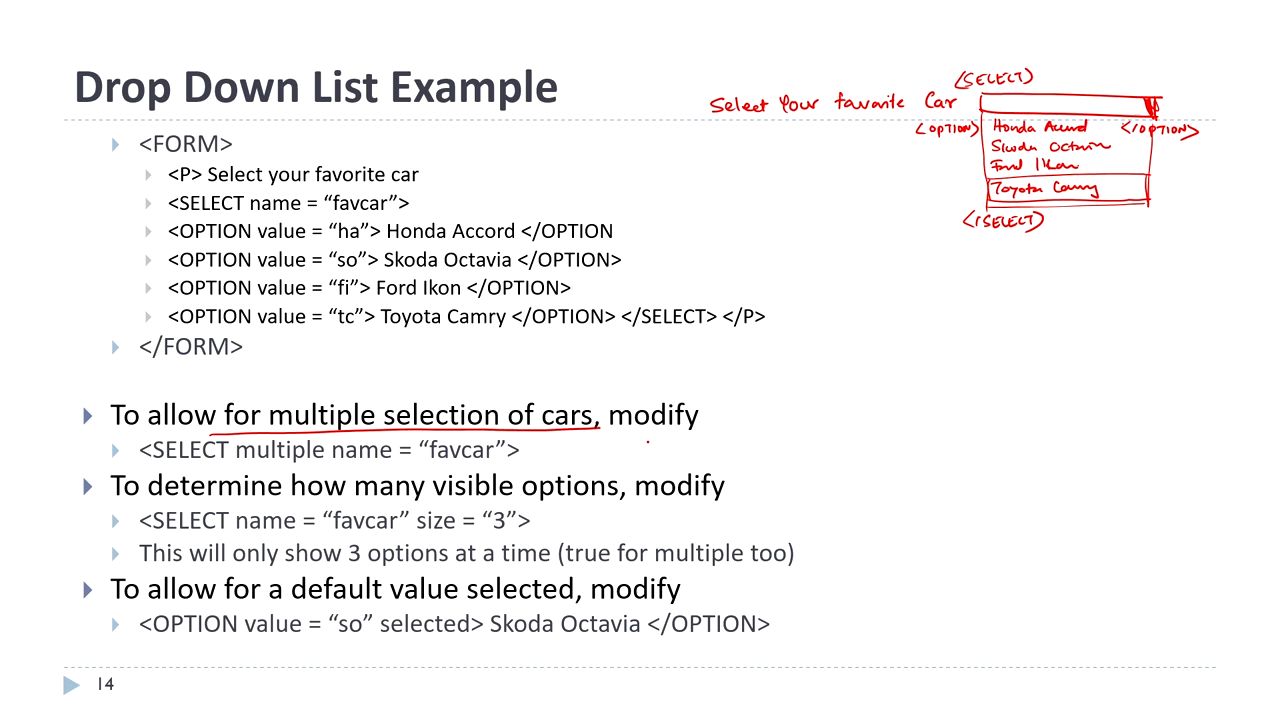 Drop Down List Example
<SELECT>
Select Your favorite Car
<OPTION> Honda Accord </OPTION>
Skoda Octavia
Ford Ikon
Toyota Camry
</SELECT>
<FORM>
<P> Select your favorite car
<SELECT name = “favcar”>
<OPTION value = “ha”> Honda Accord </OPTION
<OPTION value = “so”> Skoda Octavia </OPTION>
<OPTION value = “fi”> Ford Ikon </OPTION>
<OPTION value = “tc”> Toyota Camry </OPTION> </SELECT> </P>
</FORM>
To allow for multiple selection of cars, modify
<SELECT multiple name = “favcar”>
To determine how many visible options, modify
<SELECT name = “favcar” size = “3”>
This will only show 3 options at a time (true for multiple too)
To allow for a default value selected, modify
<OPTION value = “so” selected> Skoda Octavia </OPTION>
14